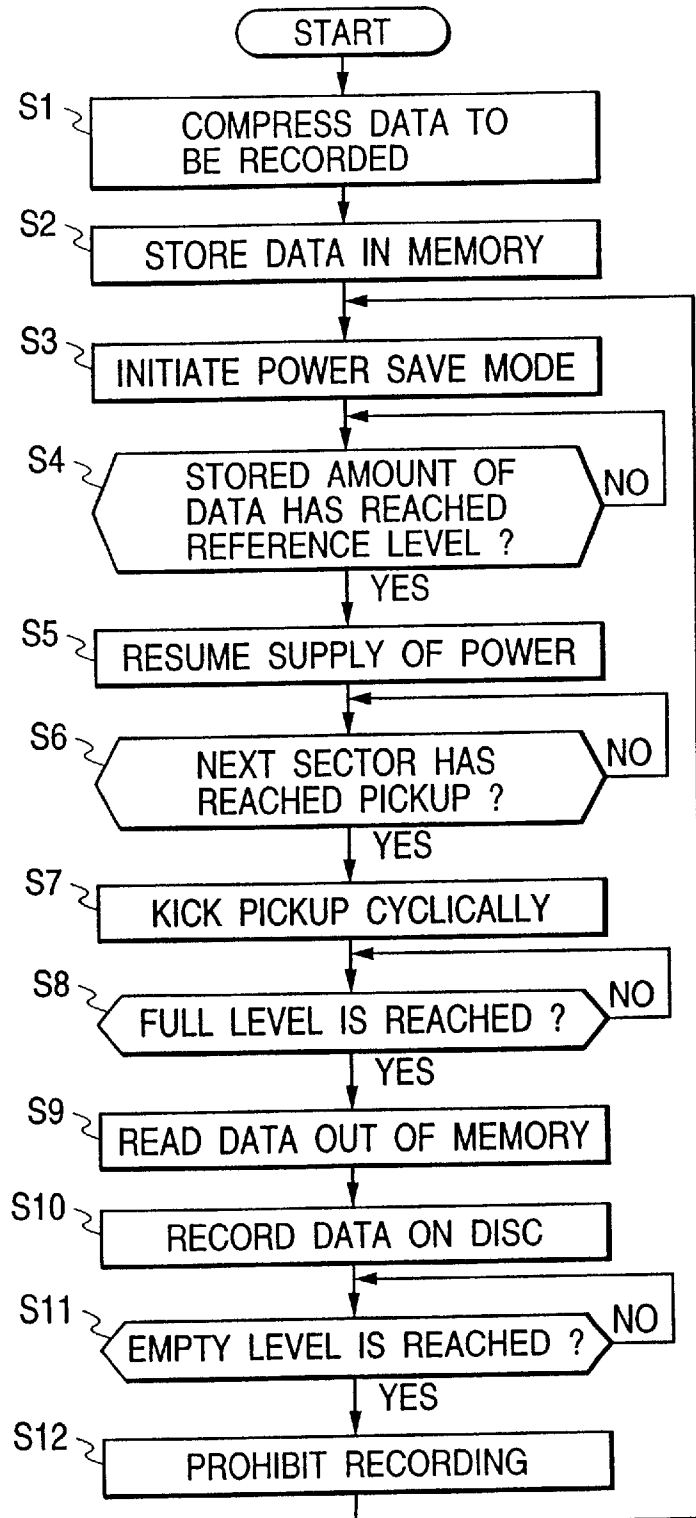 START
S1
COMPRESS DATA TO
BE RECORDED
S2
STORE DATA IN MEMORY
S3
INITIATE POWER SAVE MODE
S4
STORED AMOUNT OF
DATA HAS REACHED
REFERENCE LEVEL ?
NO
YES
S5
RESUME SUPPLY OF POWER
S6
NEXT SECTOR HAS
REACHED PICKUP ?
NO
YES
S7
KICK PICKUP CYCLICALLY
S8
FULL LEVEL IS REACHED ?
NO
YES
S9
READ DATA OUT OF MEMORY
S10
RECORD DATA ON DISC
S11
EMPTY LEVEL IS REACHED ?
NO
YES
S12
PROHIBIT RECORDING